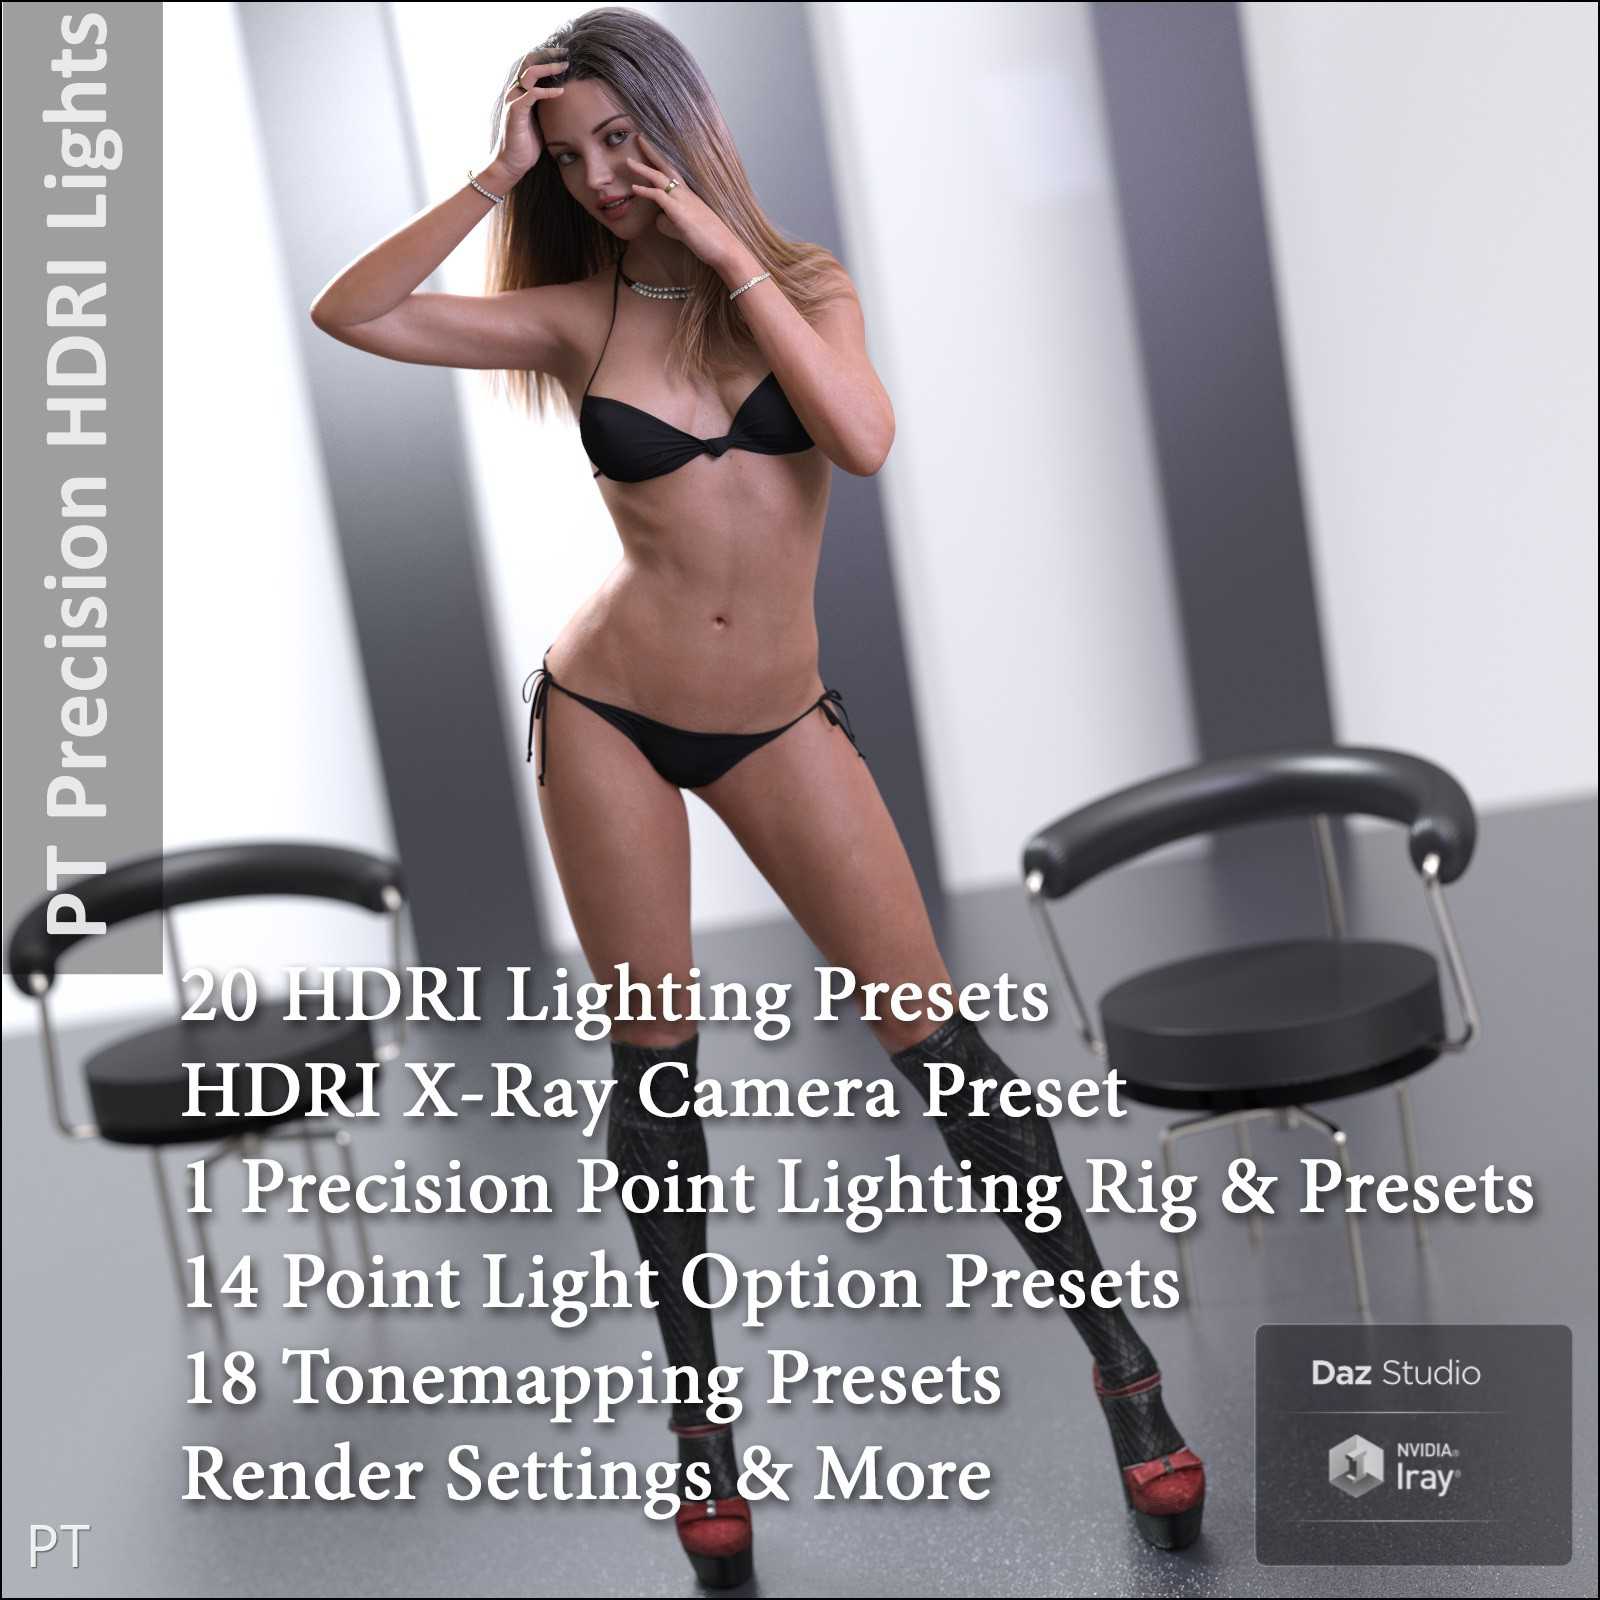 PT Precision HDRI Lights
20 HDRI Lighting Presets
HDRI X-Ray Camera Preset
1 Precision Point Lighting Rig & Presets
14 Point Light Option Presets
18 Tonemapping Presets
Render Settings & More
Daz Studio
NVIDIA®
Iray®
PT